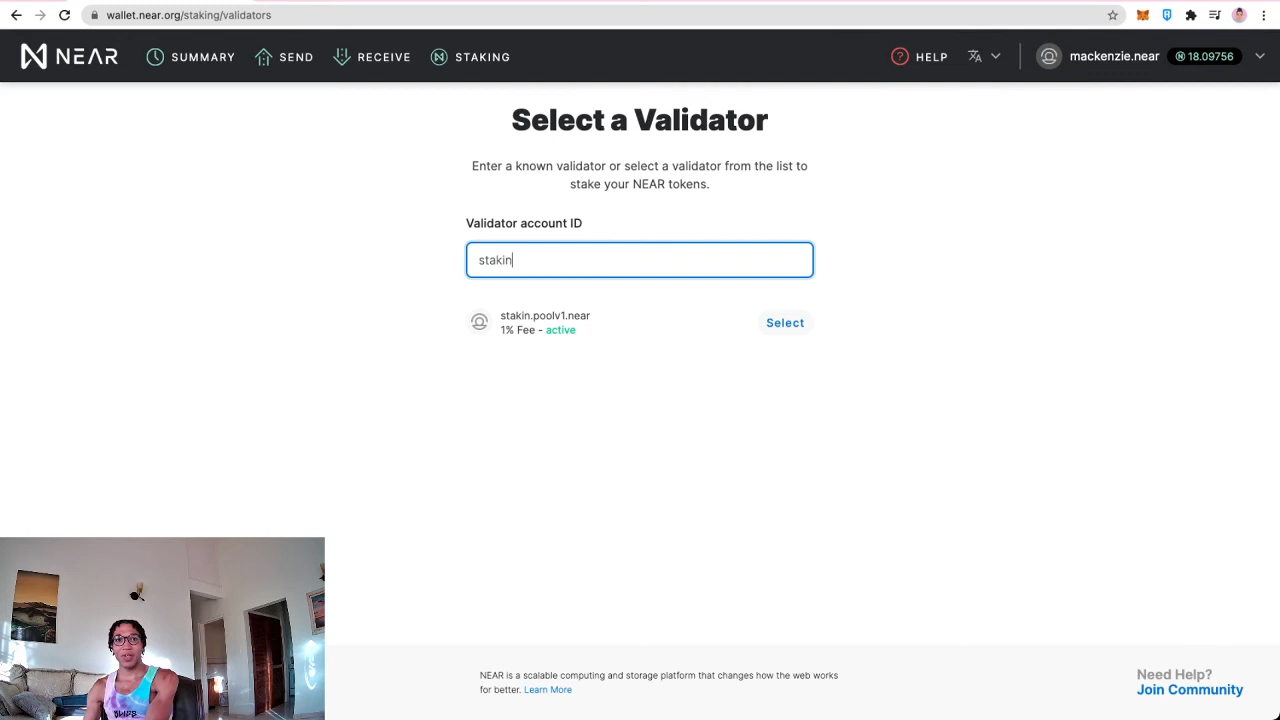 wallet.near.org/staking/validators
NEAR
SUMMARY
SEND
RECEIVE
STAKING
HELP
mackenzie.near
18.09756
Select a Validator
Enter a known validator or select a validator from the list to
stake your NEAR tokens.
Validator account ID
stakin
stakin.poolv1.near
1% Fee - active
Select
NEAR is a scalable computing and storage platform that changes how the web works
for better. Learn More
Need Help?
Join Community